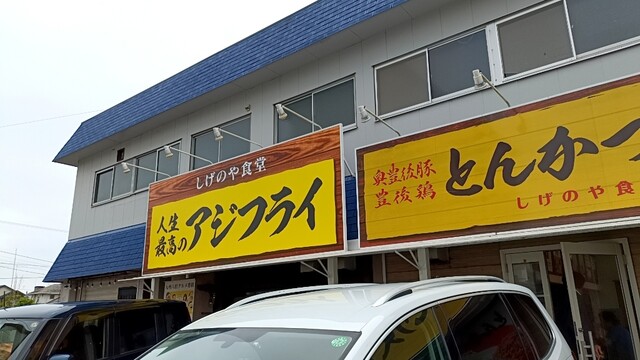 しげのや食堂
人生
最高の
アジフライ
奥豊後豚
豊後鶏
とんかつ
しげのや食